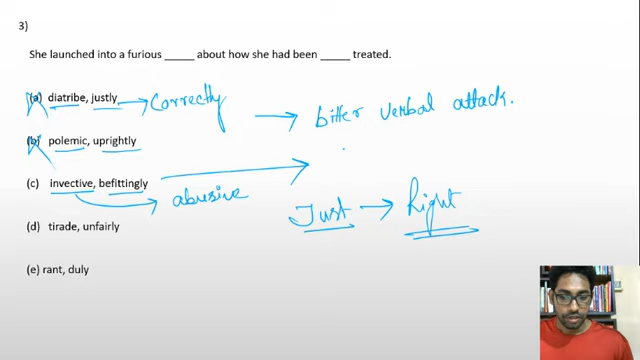 3)
She launched into a furious _____ about how she had been _____ treated.
(a) diatribe, justly → Correctly → bitter verbal attack.
(b) polemic, uprightly
(c) invective, befittingly → abusive
Just → Right
(d) tirade, unfairly
(e) rant, duly